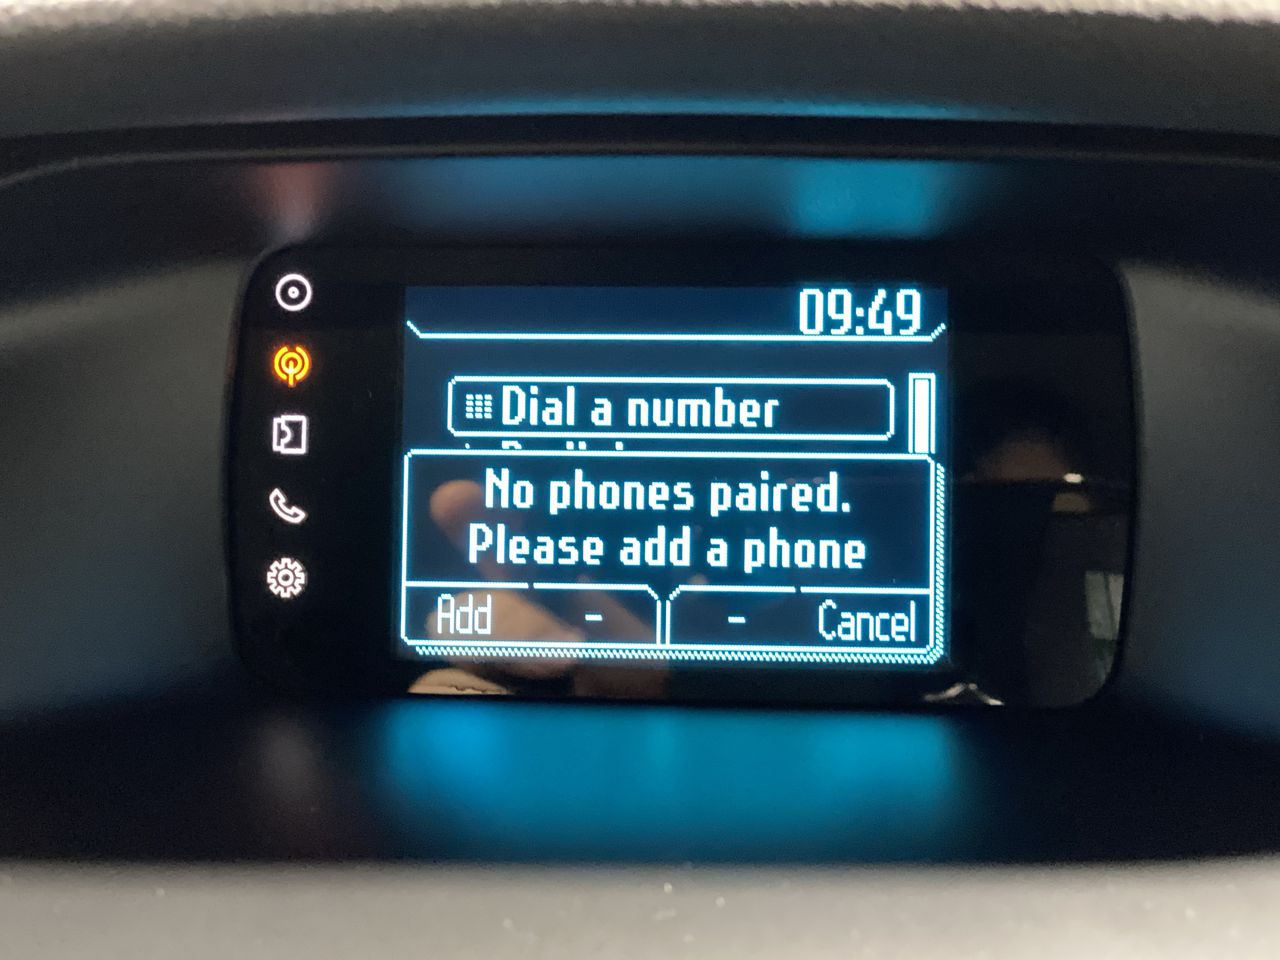 09:49
Dial a number
No phones paired.
Please add a phone
Add - - Cancel